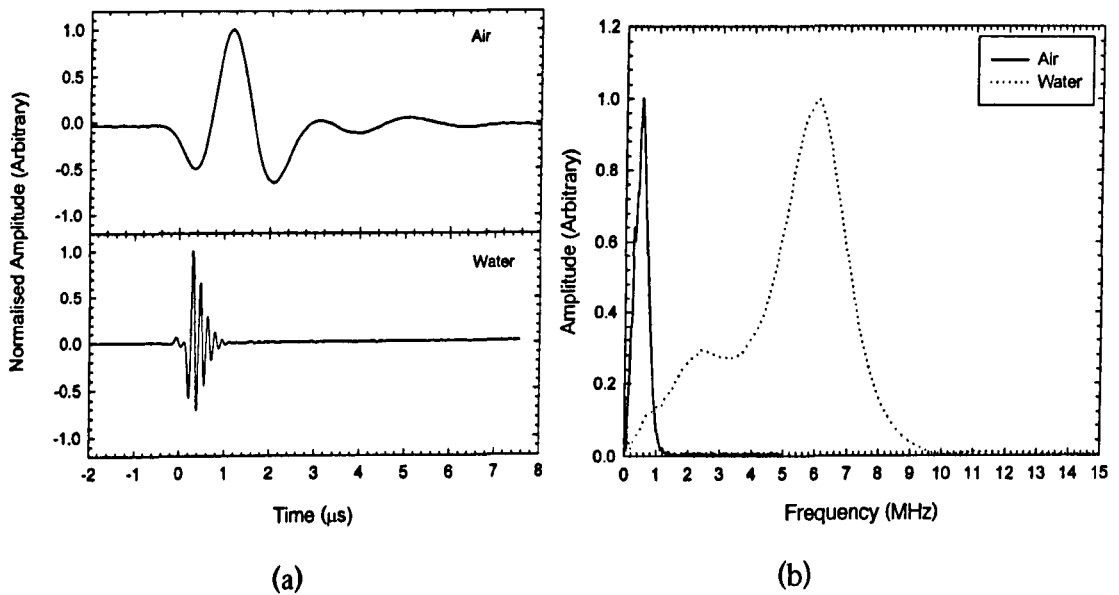 Normalised Amplitude (Arbitrary)
1.0
0.5
0.0
-0.5
-1.0
Air
1.0
0.5
0.0
-0.5
-1.0
Water
-2 -1 0 1 2 3 4 5 6 7 8
Time (μs)
(a)
Amplitude (Arbitrary)
1.2
1.0
0.8
0.6
0.4
0.2
0.0
Air
Water
0 1 2 3 4 5 6 7 8 9 10 11 12 13 14 15
Frequency (MHz)
(b)